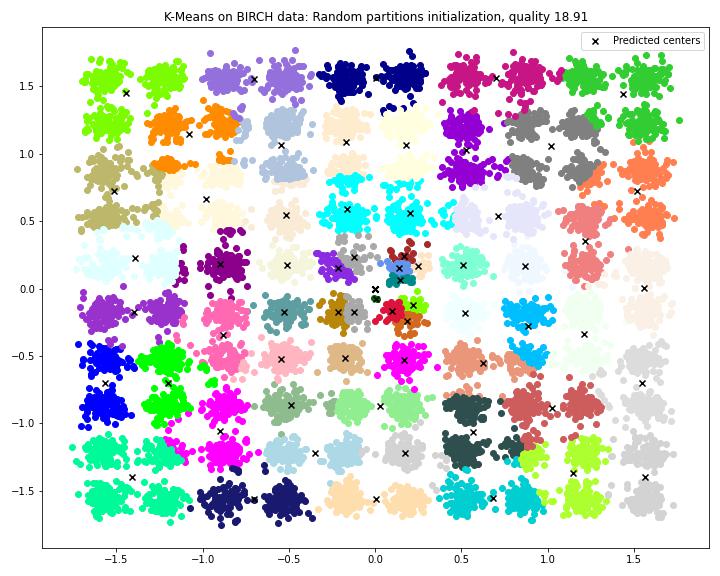 K-Means on BIRCH data: Random partitions initialization, quality 18.91
Predicted centers
1.5
1.0
0.5
0.0
−0.5
−1.0
−1.5
−1.5 −1.0 −0.5 0.0 0.5 1.0 1.5